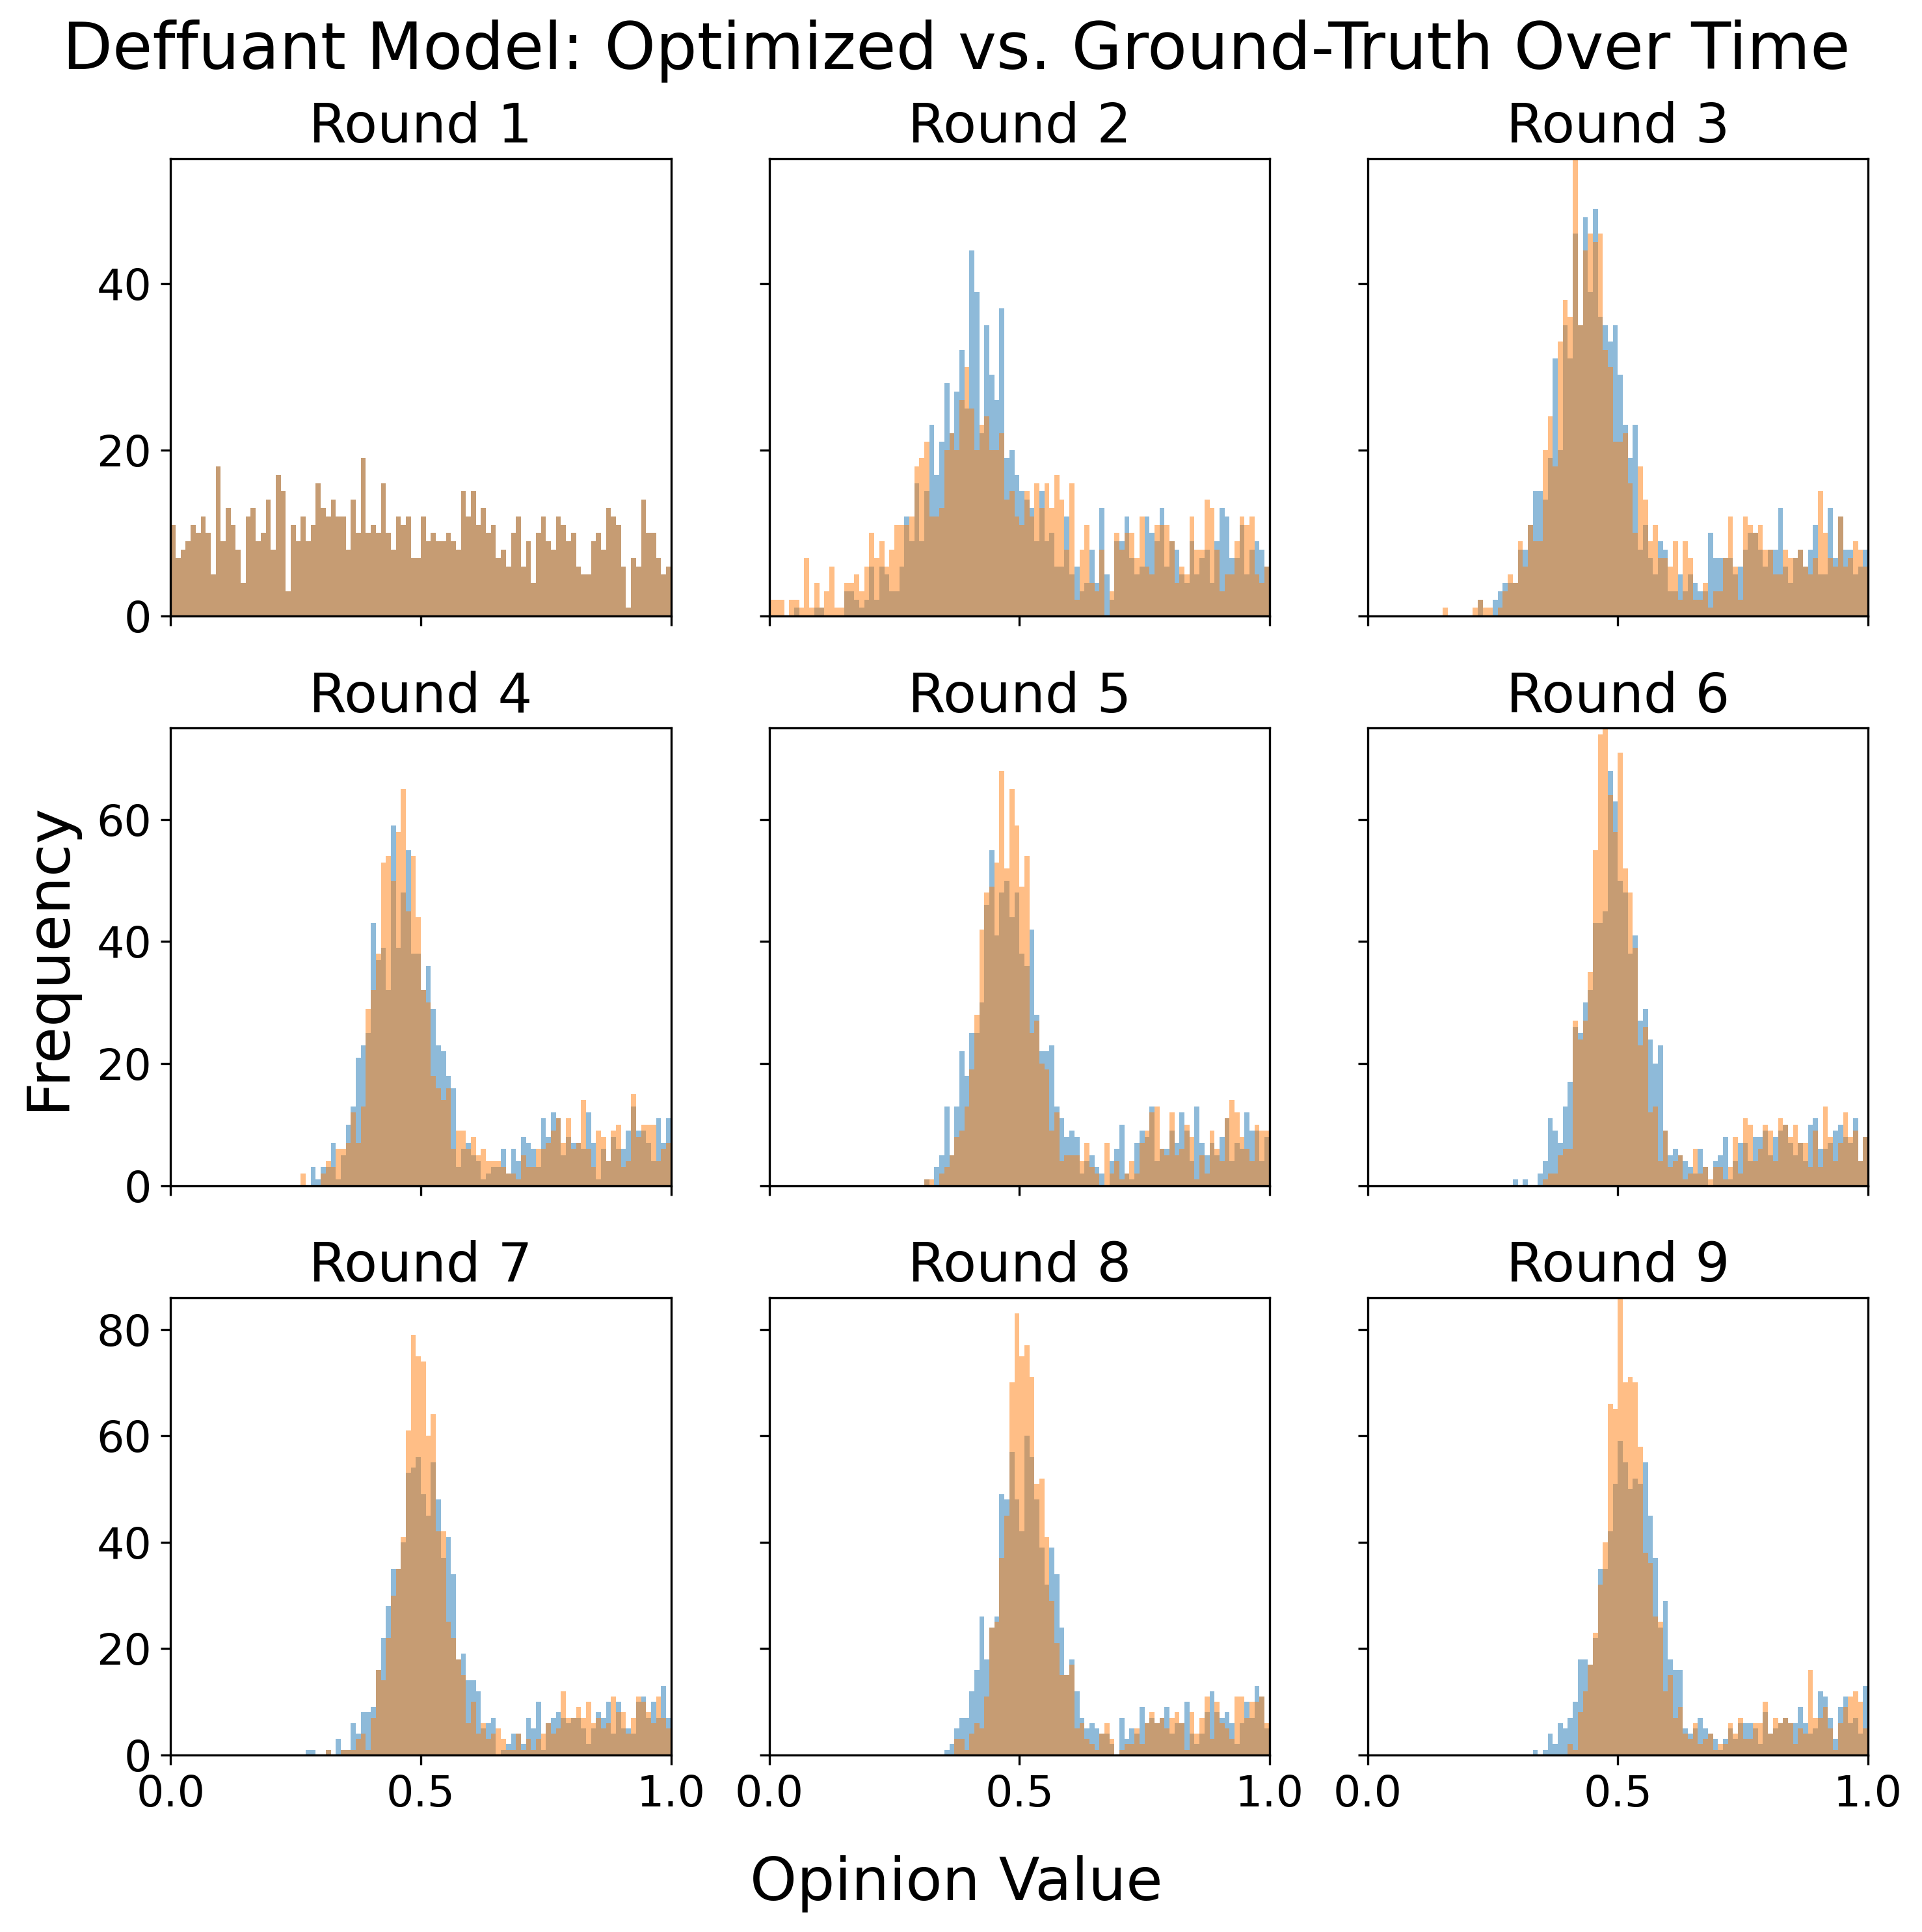 Deffuant Model: Optimized vs. Ground-Truth Over Time
Round 1
Round 2
Round 3
40
20
0
Round 4
Round 5
Round 6
Frequency
60
40
20
0
Round 7
Round 8
Round 9
80
60
40
20
0
0.0 0.5 1.0 0.0 0.5 1.0 0.0 0.5 1.0
Opinion Value